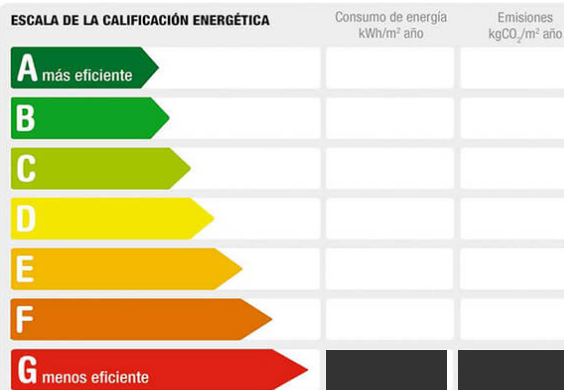 ESCALA DE LA CALIFICACIÓN ENERGÉTICA
Consumo de energía
kWh/m² año
Emisiones
kgCO₂/m² año
A más eficiente
B
C
D
E
F
G menos eficiente